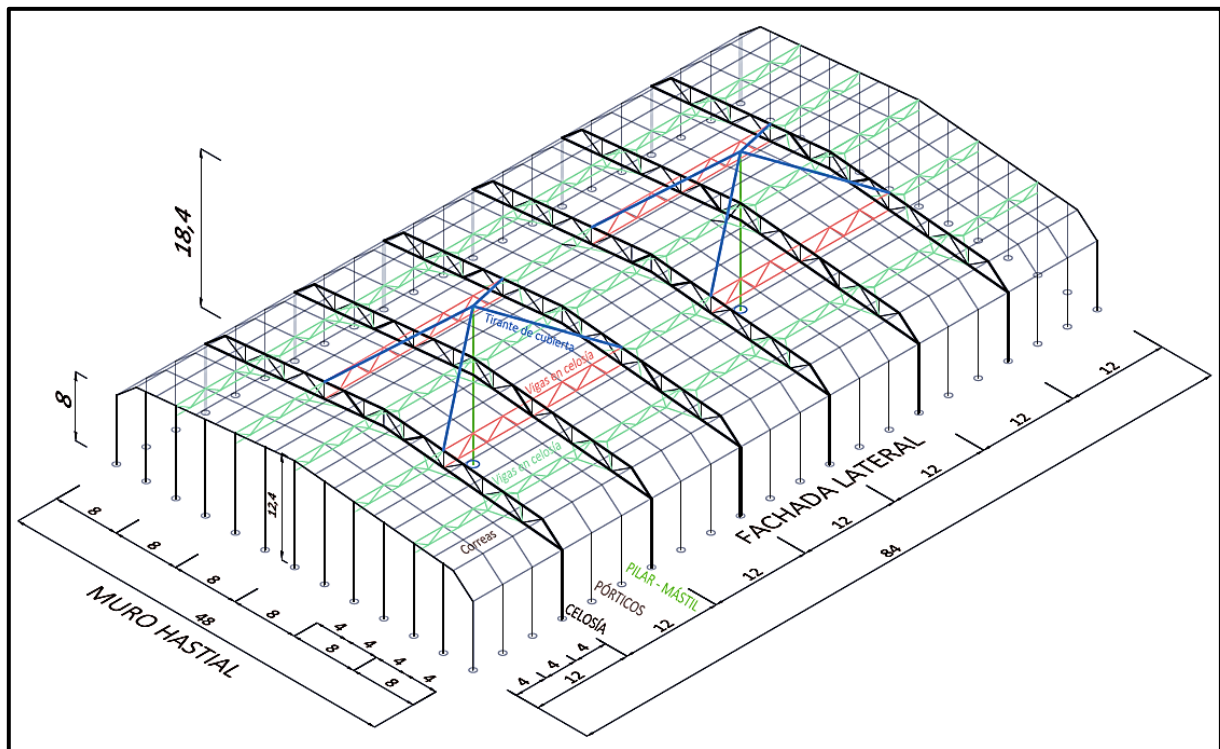 18,4
8
Tirante de cubierta
Vigas en celosía
Vigas en celosía
12,4
Correas
PILAR - MÁSTIL
PÓRTICOS
CELOSÍA
FACHADA LATERAL
MURO HASTIAL
8
8
8
8
8
8
48
4
4
4
4
4
4
4
12
12
12
12
12
12
12
84